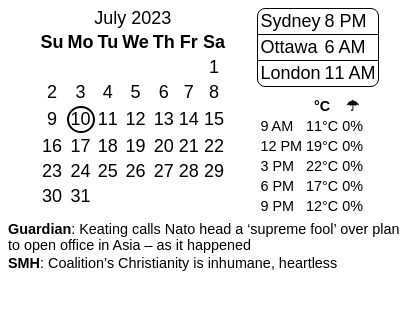 July 2023
Su Mo Tu We Th Fr Sa
1
2 3 4 5 6 7 8
9 10 11 12 13 14 15
16 17 18 19 20 21 22
23 24 25 26 27 28 29
30 31
Sydney 8 PM
Ottawa 6 AM
London 11 AM
°C ☂
9 AM 11°C 0%
12 PM 19°C 0%
3 PM 22°C 0%
6 PM 17°C 0%
9 PM 12°C 0%
Guardian: Keating calls Nato head a ‘supreme fool’ over plan
to open office in Asia – as it happened
SMH: Coalition’s Christianity is inhumane, heartless